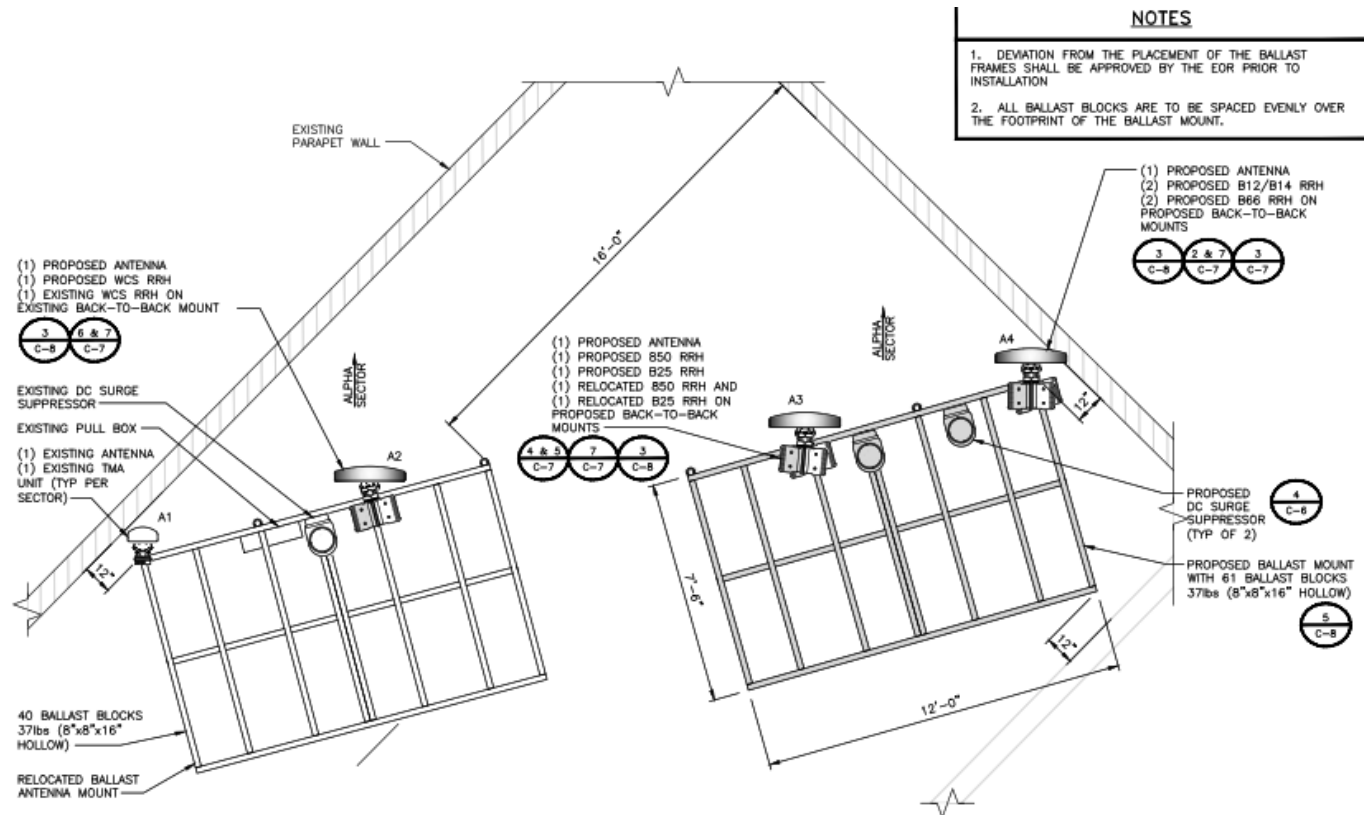 NOTES
1. DEVIATION FROM THE PLACEMENT OF THE BALLAST
FRAMES SHALL BE APPROVED BY THE EOR PRIOR TO
INSTALLATION
2. ALL BALLAST BLOCKS ARE TO BE SPACED EVENLY OVER
THE FOOTPRINT OF THE BALLAST MOUNT.
EXISTING
PARAPET WALL
16'-0"
(1) PROPOSED ANTENNA
(2) PROPOSED B12/B14 RRH
(2) PROPOSED B66 RRH ON
PROPOSED BACK-TO-BACK
MOUNTS
3
C-8
2 & 7
C-7
3
C-7
(1) PROPOSED ANTENNA
(1) PROPOSED WCS RRH
(1) EXISTING WCS RRH ON
EXISTING BACK-TO-BACK MOUNT
3
C-8
6 & 7
C-7
EXISTING DC SURGE
SUPPRESSOR
EXISTING PULL BOX
(1) EXISTING ANTENNA
(1) EXISTING TMA
UNIT (TYP PER
SECTOR)
ALPHA
SECTOR
A1
A2
12"
(1) PROPOSED ANTENNA
(1) PROPOSED 850 RRH
(1) PROPOSED B25 RRH
(1) RELOCATED 850 RRH AND
(1) RELOCATED B25 RRH ON
PROPOSED BACK-TO-BACK
MOUNTS
4 & 5
C-7
7
C-7
3
C-8
ALPHA
SECTOR
A3
A4
12"
PROPOSED
DC SURGE
SUPPRESSOR
(TYP OF 2)
4
C-6
PROPOSED BALLAST MOUNT
WITH 61 BALLAST BLOCKS
37lbs (8"x8"x16" HOLLOW)
5
C-8
7'-6"
12"
12'-0"
40 BALLAST BLOCKS
37lbs (8"x8"x16"
HOLLOW)
RELOCATED BALLAST
ANTENNA MOUNT